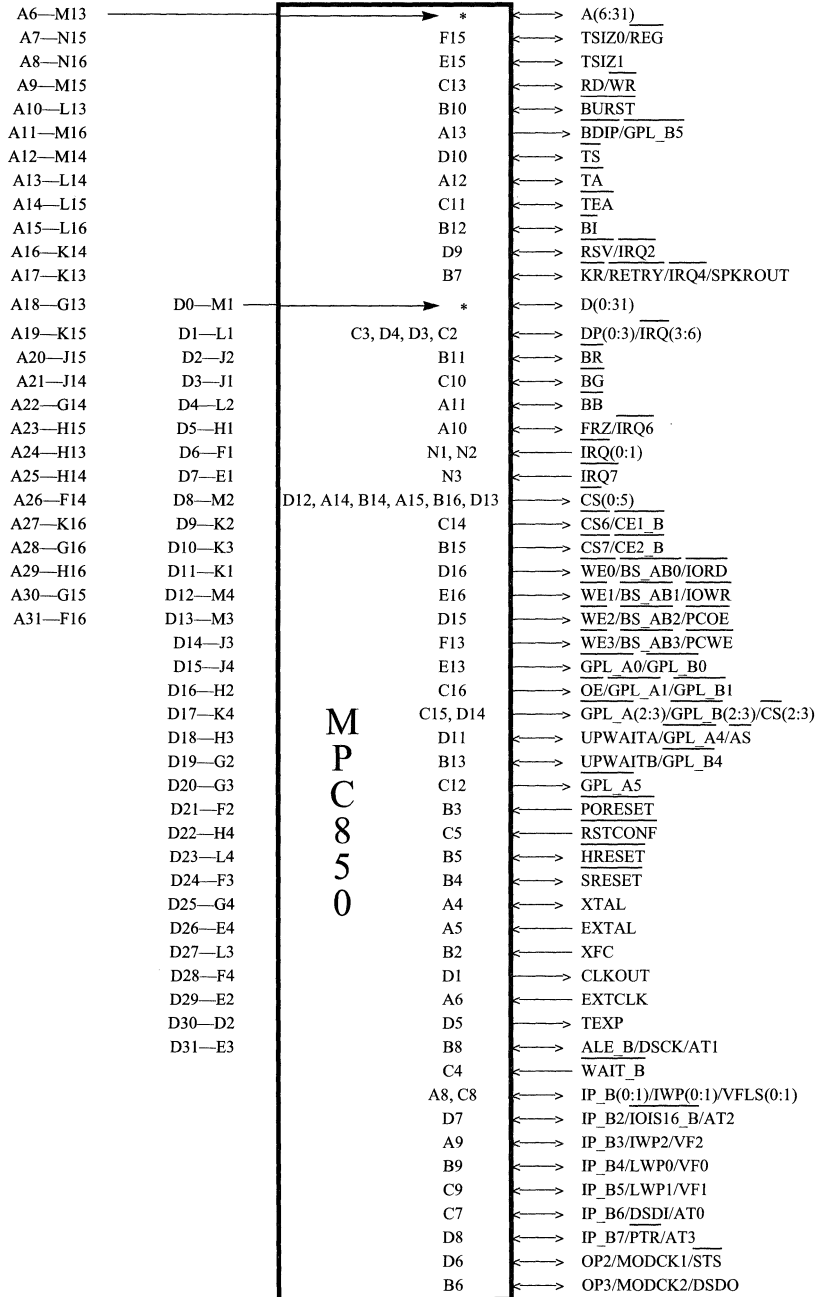 A6—M13 * A(6:31)
A7—N15 F15 TSIZ0/REG
A8—N16 E15 TSIZ1
A9—M15 C13 RD/WR
A10—L13 B10 BURST
A11—M16 A13 BDIP/GPL_B5
A12—M14 D10 TS
A13—L14 A12 TA
A14—L15 C11 TEA
A15—L16 B12 BI
A16—K14 D9 RSV/IRQ2
A17—K13 B7 KR/RETRY/IRQ4/SPKROUT
A18—G13 D0—M1 * D(0:31)
A19—K15 D1—L1 C3, D4, D3, C2 DP(0:3)/IRQ(3:6)
A20—J15 D2—J2 B11 BR
A21—J14 D3—J1 C10 BG
A22—G14 D4—L2 A11 BB
A23—H15 D5—H1 A10 FRZ/IRQ6
A24—H13 D6—F1 N1, N2 IRQ(0:1)
A25—H14 D7—E1 N3 IRQ7
A26—F14 D8—M2 D12, A14, B14, A15, B16, D13 CS(0:5)
A27—K16 D9—K2 C14 CS6/CE1_B
A28—G16 D10—K3 B15 CS7/CE2_B
A29—H16 D11—K1 D16 WE0/BS_AB0/IORD
A30—G15 D12—M4 E16 WE1/BS_AB1/IOWR
A31—F16 D13—M3 D15 WE2/BS_AB2/PCOE
D14—J3 F13 WE3/BS_AB3/PCWE
D15—J4 E13 GPL_A0/GPL_B0
D16—H2 C16 OE/GPL_A1/GPL_B1
D17—K4 C15, D14 GPL_A(2:3)/GPL_B(2:3)/CS(2:3)
D18—H3 D11 UPWAITA/GPL_A4/AS
D19—G2 B13 UPWAITB/GPL_B4
D20—G3 C12 GPL_A5
D21—F2 B3 PORESET
D22—H4 C5 RSTCONF
D23—L4 B5 HRESET
D24—F3 B4 SRESET
D25—G4 A4 XTAL
D26—E4 A5 EXTAL
D27—L3 B2 XFC
D28—F4 D1 CLKOUT
D29—E2 A6 EXTCLK
D30—D2 D5 TEXP
D31—E3 B8 ALE_B/DSCK/AT1
C4 WAIT_B
A8, C8 IP_B(0:1)/IWP(0:1)/VFLS(0:1)
D7 IP_B2/IOIS16_B/AT2
A9 IP_B3/IWP2/VF2
B9 IP_B4/LWP0/VF0
C9 IP_B5/LWP1/VF1
C7 IP_B6/DSDI/AT0
D8 IP_B7/PTR/AT3
D6 OP2/MODCK1/STS
B6 OP3/MODCK2/DSDO
M
P
C
8
5
0